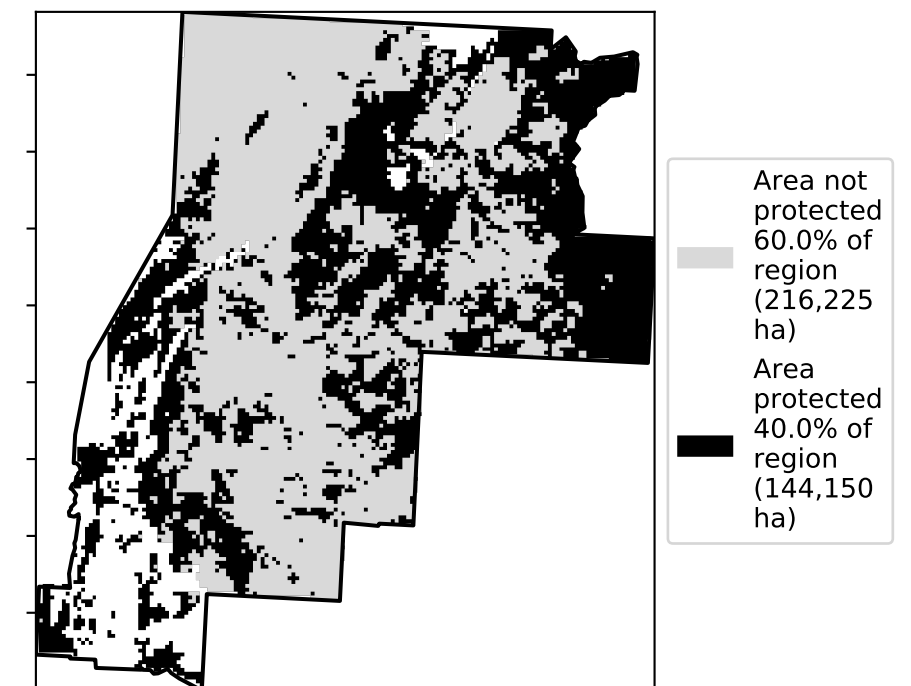 Area not
protected
60.0% of
region
(216,225
ha)
Area
protected
40.0% of
region
(144,150
ha)